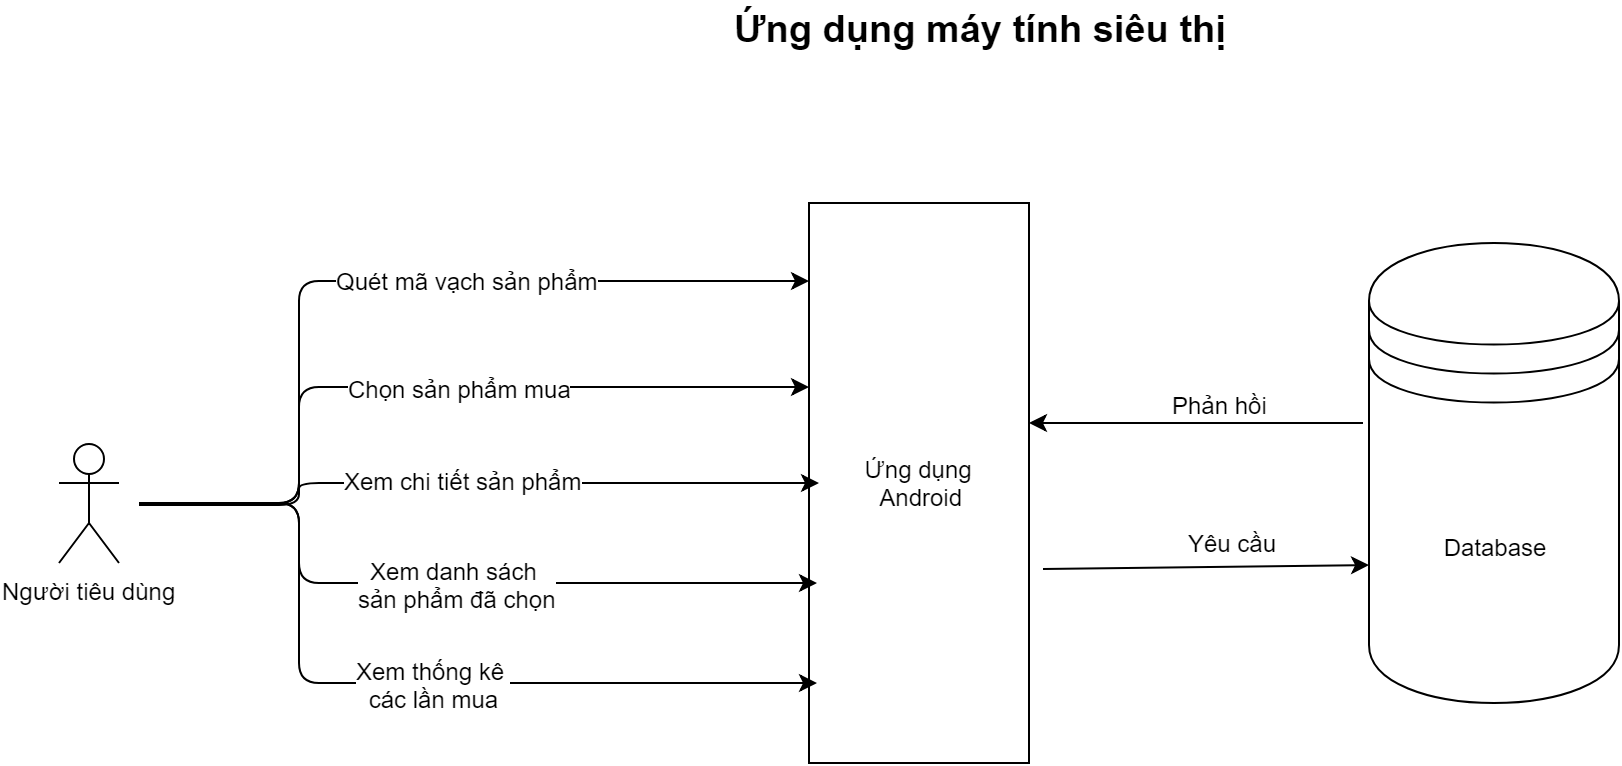 Ứng dụng máy tính siêu thị
Quét mã vạch sản phẩm
Chọn sản phẩm mua
Xem chi tiết sản phẩm
Xem danh sách
sản phẩm đã chọn
Xem thống kê
các lần mua
Người tiêu dùng
Ứng dụng
Android
Phản hồi
Yêu cầu
Database